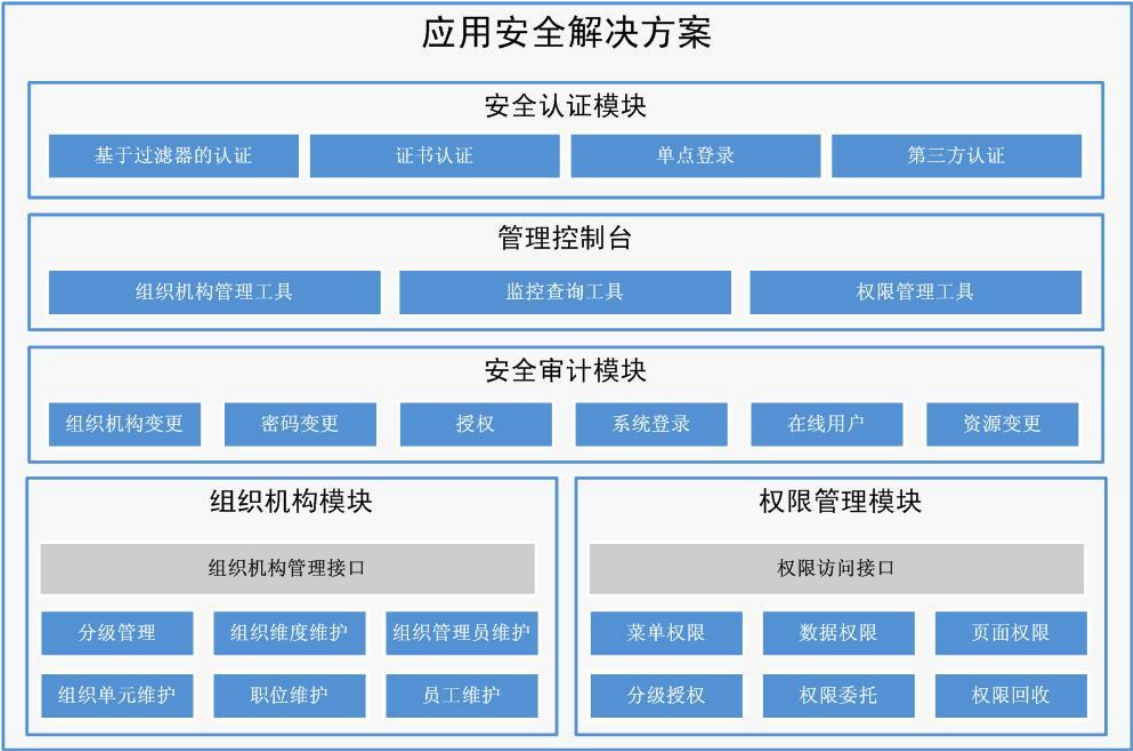 应用安全解决方案
安全认证模块
基于过滤器的认证 证书认证 单点登录 第三方认证
管理控制台
组织机构管理工具 监控查询工具 权限管理工具
安全审计模块
组织机构变更 密码变更 授权 系统登录 在线用户 资源变更
组织机构模块
组织机构管理接口
分级管理 组织维度维护 组织管理员维护
组织单元维护 职位维护 员工维护
权限管理模块
权限访问接口
菜单权限 数据权限 页面权限
分级授权 权限委托 权限回收